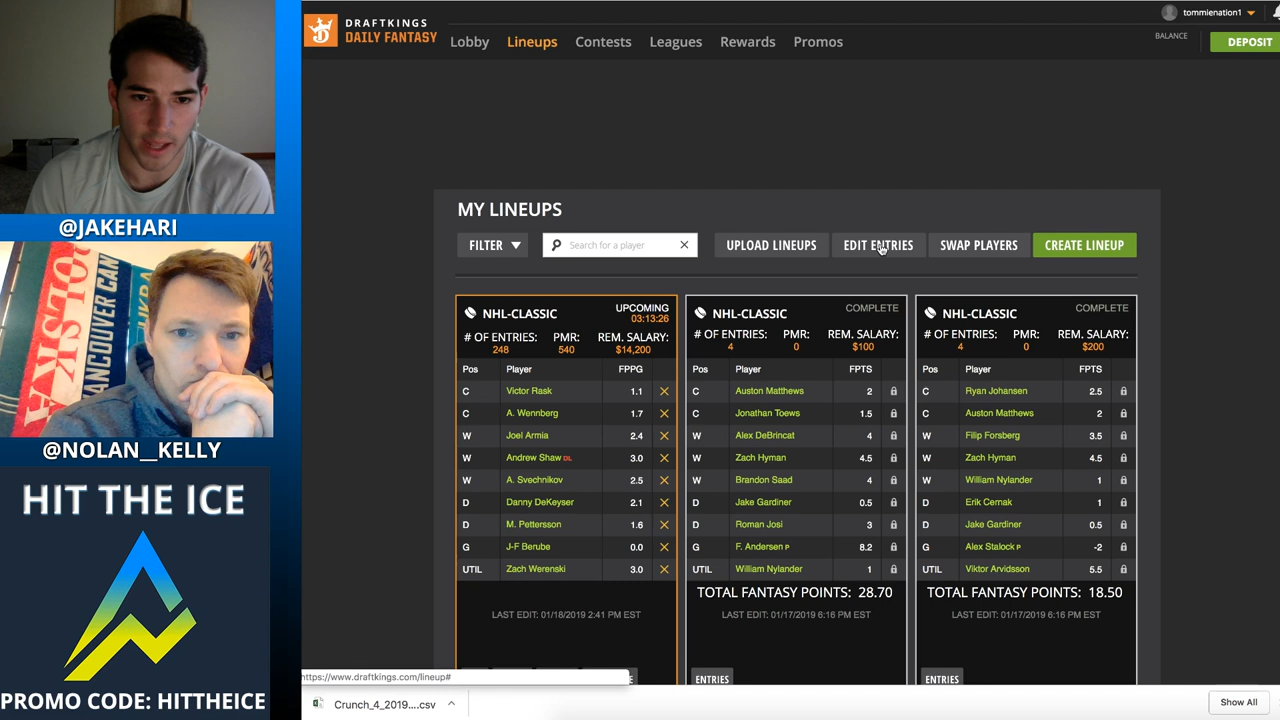 DRAFTKINGS
DAILY FANTASY
Lobby Lineups Contests Leagues Rewards Promos
tommienation1
BALANCE
DEPOSIT
@JAKEHARI
@NOLAN__KELLY
HIT THE ICE
PROMO CODE: HITTHEICE
VANCOUVER CAN
MY LINEUPS
FILTER
Search for a player
UPLOAD LINEUPS
EDIT ENTRIES
SWAP PLAYERS
CREATE LINEUP
NHL-CLASSIC
UPCOMING
03:13:26
# OF ENTRIES: PMR: REM. SALARY:
248 540 $14,200
Pos Player FPPG
C Victor Rask 1.1
C A. Wennberg 1.7
W Joel Armia 2.4
W Andrew Shaw DL 3.0
W A. Svechnikov 2.5
D Danny DeKeyser 2.1
D M. Pettersson 1.6
G J-F Berube 0.0
UTIL Zach Werenski 3.0
LAST EDIT: 01/18/2019 2:41 PM EST
NHL-CLASSIC
COMPLETE
# OF ENTRIES: PMR: REM. SALARY:
4 0 $100
Pos Player FPTS
C Auston Matthews 2
C Jonathan Toews 1.5
W Alex DeBrincat 4
W Zach Hyman 4.5
W Brandon Saad 4
D Jake Gardiner 0.5
D Roman Josi 3
G F. Andersen P 8.2
UTIL William Nylander 1
TOTAL FANTASY POINTS: 28.70
LAST EDIT: 01/17/2019 6:16 PM EST
ENTRIES
NHL-CLASSIC
COMPLETE
# OF ENTRIES: PMR: REM. SALARY:
4 0 $200
Pos Player FPTS
C Ryan Johansen 2.5
C Auston Matthews 2
W Filip Forsberg 3.5
W Zach Hyman 4.5
W William Nylander 1
D Erik Cernak 1
D Jake Gardiner 0.5
G Alex Stalock P -2
UTIL Viktor Arvidsson 5.5
TOTAL FANTASY POINTS: 18.50
LAST EDIT: 01/17/2019 6:16 PM EST
ENTRIES
https://www.draftkings.com/lineup#
Crunch_4_2019....csv
Show All